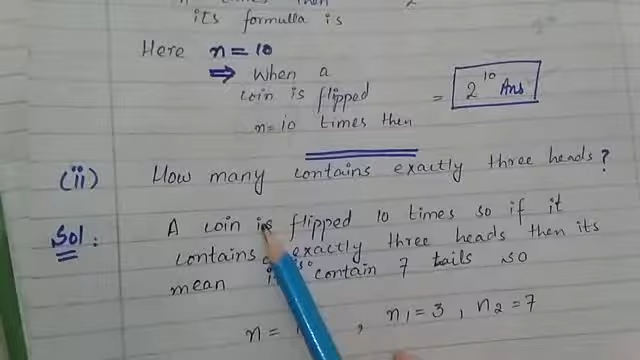 its formulla is
Here n = 10
⇒ When a
coin is flipped
n=10 times then = 2^10 Ans
(ii) How many contains exactly three heads?
Sol: A coin is flipped 10 times so if it
contains exactly three heads then its
mean contain 7 tails so
n = , n1 = 3 , n2 = 7